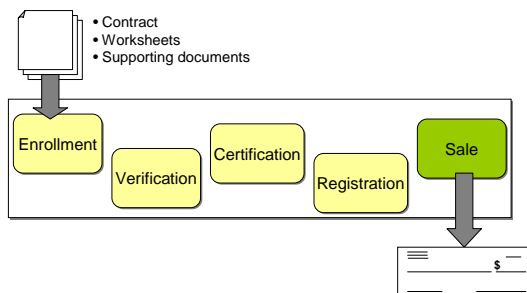 • Contract
• Worksheets
• Supporting documents
Enrollment
Verification
Certification
Registration
Sale
$